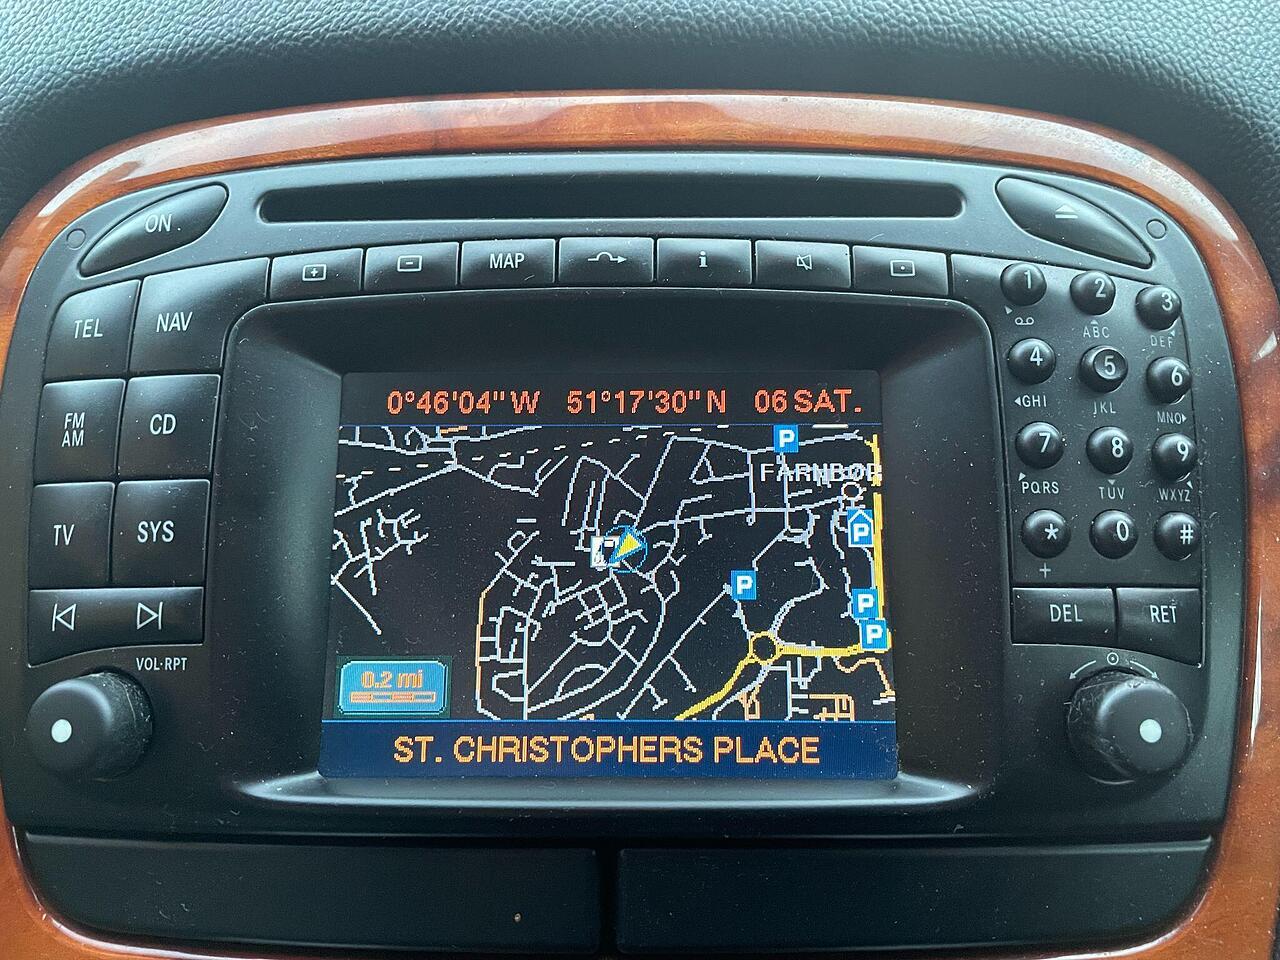 ON
MAP
i
TEL
NAV
FM
AM
CD
TV
SYS
VOL·RPT
0°46'04"W 51°17'30"N 06 SAT.
P
FARNBOR
P
P
P
P
0.2 mi
ST. CHRISTOPHERS PLACE
1
2
3
ABC
DEF
4
5
6
GHI
JKL
MNO
7
8
9
PQRS
TUV
WXYZ
*
0
#
+
DEL
RET